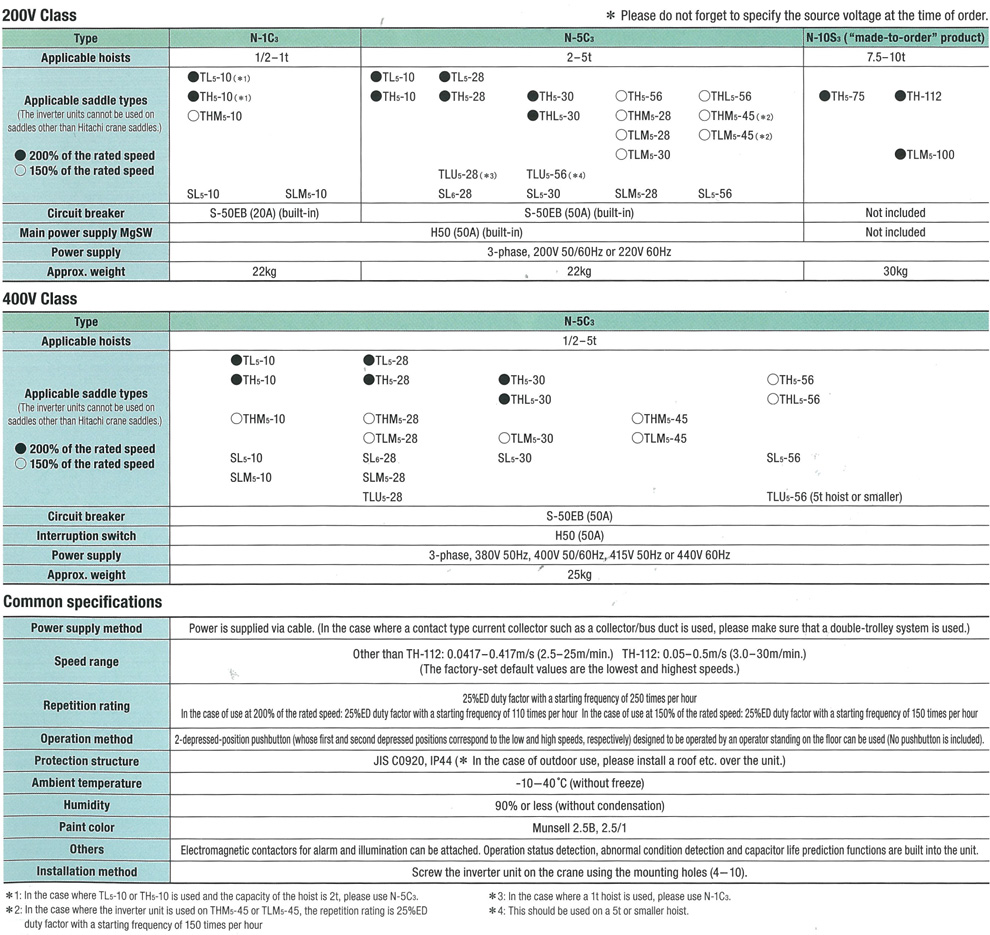 200V Class
＊ Please do not forget to specify the source voltage at the time of order.
Type N-1C₃ N-5C₃ N-10S₃ (“made-to-order” product)
Applicable hoists 1/2–1t 2–5t 7.5–10t
Applicable saddle types
(The inverter units cannot be used on
saddles other than Hitachi crane saddles.)
● 200% of the rated speed
○ 150% of the rated speed
●TL₅-10(＊1) ●TL₅-10 ●TL₅-28
●TH₅-10(＊1) ●TH₅-10 ●TH₅-28 ●TH₅-30 ○TH₅-56 ○THL₅-56 ●TH₅-75 ●TH-112
○THM₅-10 ●THL₅-30 ○THM₅-28 ○THM₅-45(＊2)
○TLM₅-28 ○TLM₅-45(＊2)
○TLM₅-30 ●TLM₅-100
TLU₅-28(＊3) TLU₅-56(＊4)
SL₅-10 SLM₅-10 SL₆-28 SL₅-30 SLM₅-28 SL₅-56
Circuit breaker S-50EB (20A) (built-in) S-50EB (50A) (built-in) Not included
Main power supply MgSW H50 (50A) (built-in) Not included
Power supply 3-phase, 200V 50/60Hz or 220V 60Hz
Approx. weight 22kg 22kg 30kg
400V Class
Type N-5C₃
Applicable hoists 1/2–5t
Applicable saddle types
(The inverter units cannot be used on
saddles other than Hitachi crane saddles.)
● 200% of the rated speed
○ 150% of the rated speed
●TL₅-10 ●TL₅-28
●TH₅-10 ●TH₅-28 ●TH₅-30 ○TH₅-56
●THL₅-30 ○THL₅-56
○THM₅-10 ○THM₅-28 ○THM₅-45
○TLM₅-28 ○TLM₅-30 ○TLM₅-45
SL₅-10 SL₆-28 SL₅-30 SL₅-56
SLM₅-10 SLM₅-28
TLU₅-28 TLU₅-56 (5t hoist or smaller)
Circuit breaker S-50EB (50A)
Interruption switch H50 (50A)
Power supply 3-phase, 380V 50Hz, 400V 50/60Hz, 415V 50Hz or 440V 60Hz
Approx. weight 25kg
Common specifications
Power supply method Power is supplied via cable. (In the case where a contact type current collector such as a collector/bus duct is used, please make sure that a double-trolley system is used.)
Speed range Other than TH-112: 0.0417–0.417m/s (2.5–25m/min.) TH-112: 0.05–0.5m/s (3.0–30m/min.)
(The factory-set default values are the lowest and highest speeds.)
Repetition rating 25%ED duty factor with a starting frequency of 250 times per hour
In the case of use at 200% of the rated speed: 25%ED duty factor with a starting frequency of 110 times per hour In the case of use at 150% of the rated speed: 25%ED duty factor with a starting frequency of 150 times per hour
Operation method 2-depressed-position pushbutton (whose first and second depressed positions correspond to the low and high speeds, respectively) designed to be operated by an operator standing on the floor can be used (No pushbutton is included).
Protection structure JIS C0920, IP44 (＊ In the case of outdoor use, please install a roof etc. over the unit.)
Ambient temperature -10–40˚C (without freeze)
Humidity 90% or less (without condensation)
Paint color Munsell 2.5B, 2.5/1
Others Electromagnetic contactors for alarm and illumination can be attached. Operation status detection, abnormal condition detection and capacitor life prediction functions are built into the unit.
Installation method Screw the inverter unit on the crane using the mounting holes (4–10).
＊1: In the case where TL₅-10 or TH₅-10 is used and the capacity of the hoist is 2t, please use N-5C₃.
＊2: In the case where the inverter unit is used on THM₅-45 or TLM₅-45, the repetition rating is 25%ED
duty factor with a starting frequency of 150 times per hour
＊3: In the case where a 1t hoist is used, please use N-1C₃.
＊4: This should be used on a 5t or smaller hoist.